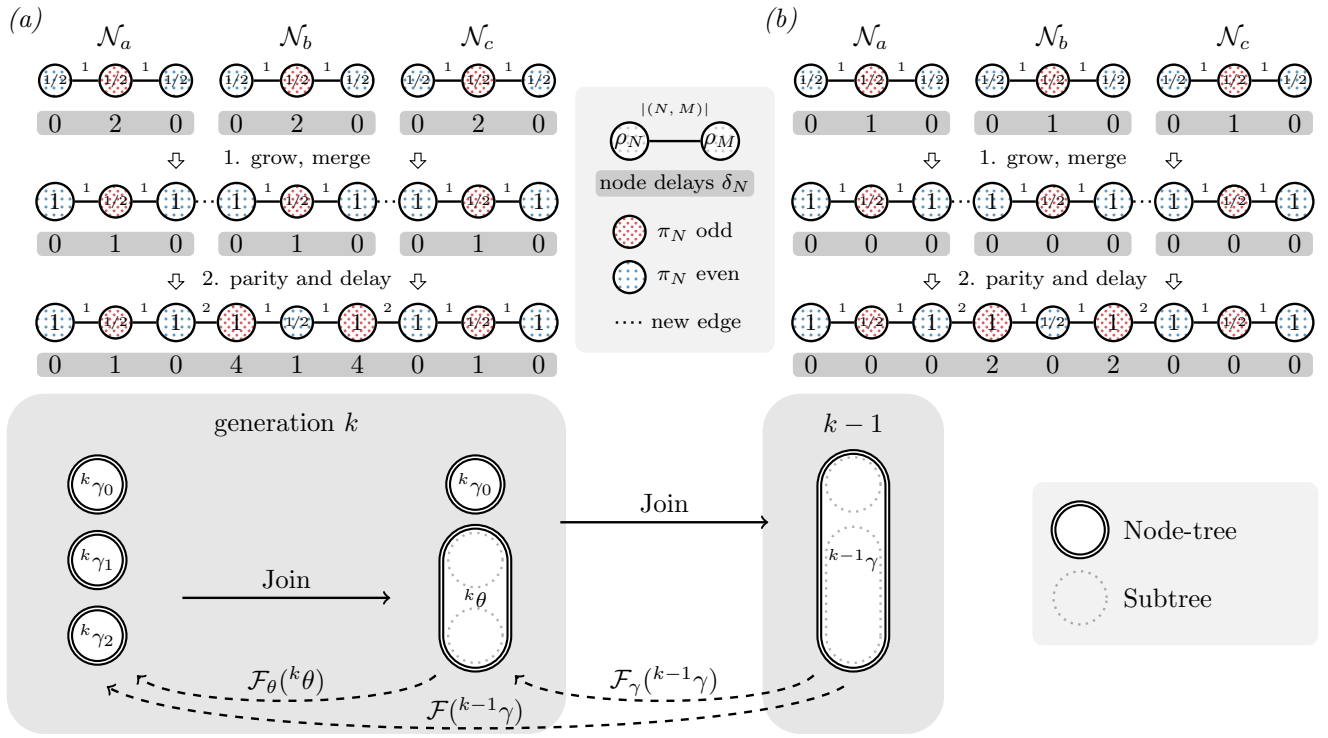 (a)
𝒩a 𝒩b 𝒩c
1/2 1 1/2 1 1/2 1/2 1 1/2 1 1/2 1/2 1 1/2 1 1/2
0 2 0 0 2 0 0 2 0
1. grow, merge
1 1 1/2 1 1 1 1 1/2 1 1 1 1 1/2 1 1
0 1 0 0 1 0 0 1 0
2. parity and delay
1 1 1/2 1 1 2 1 1 1/2 1 1 2 1 1 1/2 1 1
0 1 0 4 1 4 0 1 0
|(N, M)|
ρN ρM
node delays δN
πN odd
πN even
new edge
(b)
𝒩a 𝒩b 𝒩c
1/2 1 1/2 1 1/2 1/2 1 1/2 1 1/2 1/2 1 1/2 1 1/2
0 1 0 0 1 0 0 1 0
1. grow, merge
1 1 1/2 1 1 1 1 1/2 1 1 1 1 1/2 1 1
0 0 0 0 0 0 0 0 0
2. parity and delay
1 1 1/2 1 1 2 1 1 1/2 1 1 2 1 1 1/2 1 1
0 0 0 2 0 2 0 0 0
generation k
kγ0
kγ1
kγ2
Join
kγ0
kθ
Join
k − 1
k−1γ
ℱθ(kθ)
ℱγ(k−1γ)
ℱ(k−1γ)
Node-tree
Subtree